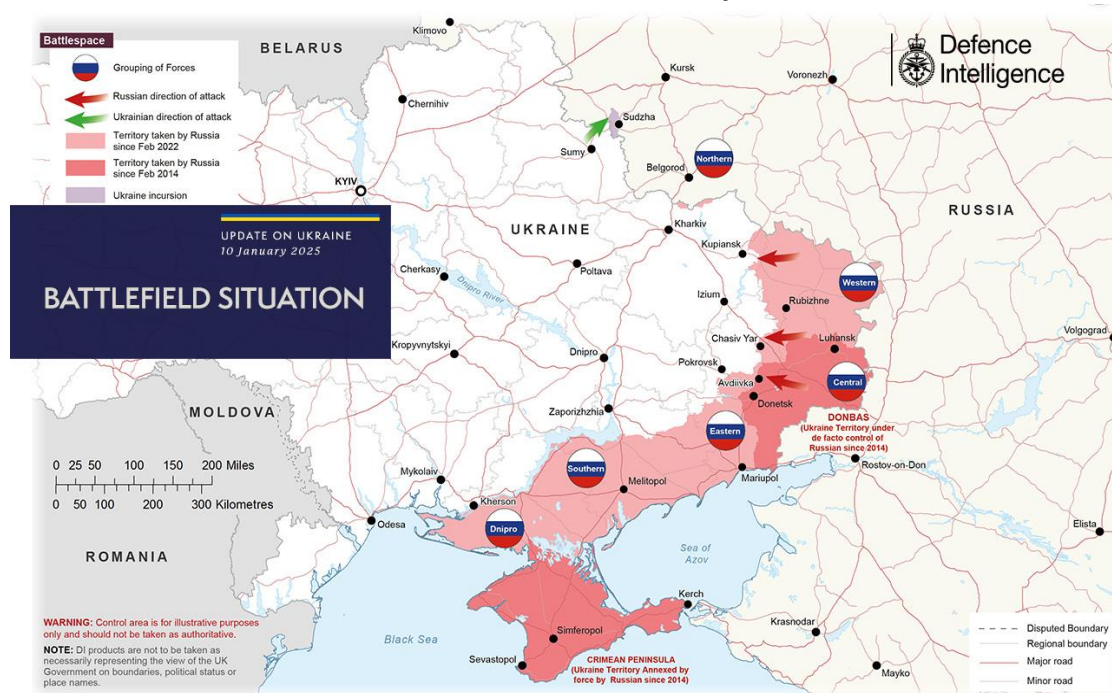 Battlespace
Grouping of Forces
Russian direction of attack
Ukrainian direction of attack
Territory taken by Russia
since Feb 2022
Territory taken by Russia
since Feb 2014
Ukraine incursion
UPDATE ON UKRAINE
10 January 2025
BATTLEFIELD SITUATION
Defence
Intelligence
BELARUS
Klimovo
Chernihiv
Kursk
Voronezh
Sudzha
Sumy
Northern
Belgorod
KYIV
RUSSIA
UKRAINE
Kharkiv
Kupiansk
Cherkasy
Poltava
Dnipro River
Western
Izium
Rubizhne
Volgograd
Kropyvnytskyi
Dnipro
Chasiv Yar
Luhansk
Pokrovsk
Avdiivka
Central
Donetsk
MOLDOVA
Zaporizhzhia
Eastern
DONBAS
(Ukraine Territory under
de facto control of
Russian since 2014)
Rostov-on-Don
0 25 50 100 150 200 Miles
0 50 100 200 300 Kilometres
Mykolaiv
Southern
Melitopol
Mariupol
Kherson
Dnipro
Odesa
Elista
ROMANIA
Sea of
Azov
Kerch
Krasnodar
Simferopol
Black Sea
Sevastopol
CRIMEAN PENINSULA
(Ukraine Territory Annexed by
force by Russian since 2014)
Mayko
WARNING: Control area is for illustrative purposes
only and should not be taken as authoritative.
NOTE: DI products are not to be taken as
necessarily representing the view of the UK
Government on boundaries, political status or
place names.
Disputed Boundary
Regional boundary
Major road
Minor road